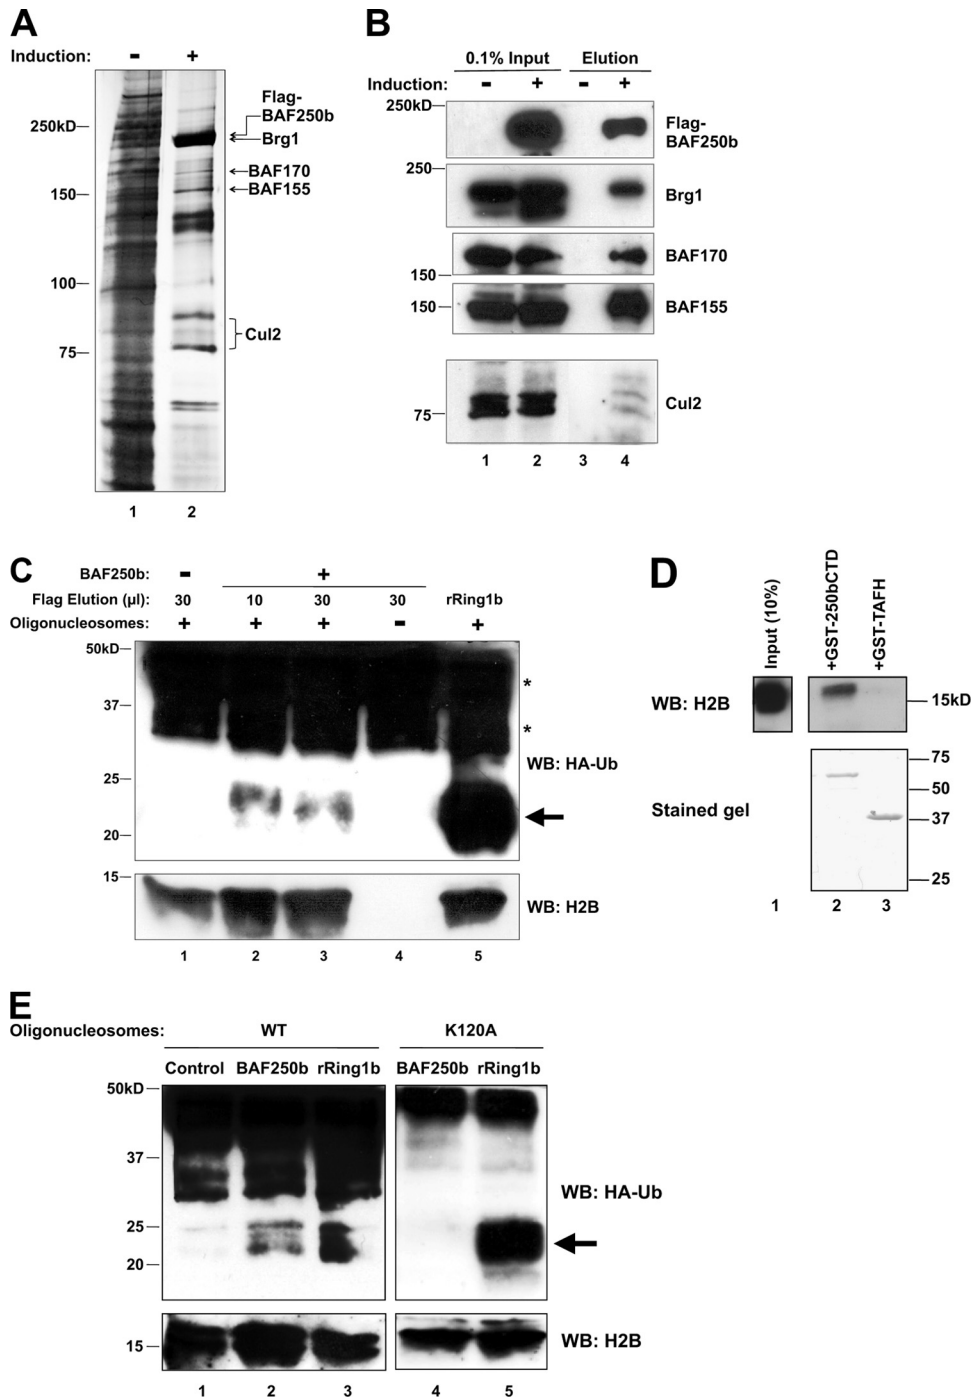 A
Induction: - +
Flag-
BAF250b
250kD
Brg1
BAF170
150
BAF155
100
Cul2
75
1 2
B
0.1% Input Elution
Induction: - + - +
250kD
Flag-
BAF250b
250
Brg1
BAF170
150
150
BAF155
Cul2
75
1 2 3 4
C
BAF250b: - +
Flag Elution (µl): 30 10 30 30 rRing1b
Oligonucleosomes: + + + - +
50kD
*
37
*
WB: HA-Ub
25
20
15
WB: H2B
1 2 3 4 5
D
Input (10%)
+GST-250bCTD
+GST-TAFH
WB: H2B
15kD
75
50
Stained gel
37
25
1 2 3
E
Oligonucleosomes: WT K120A
Control BAF250b rRing1b BAF250b rRing1b
50kD
37
WB: HA-Ub
25
20
15
WB: H2B
1 2 3 4 5